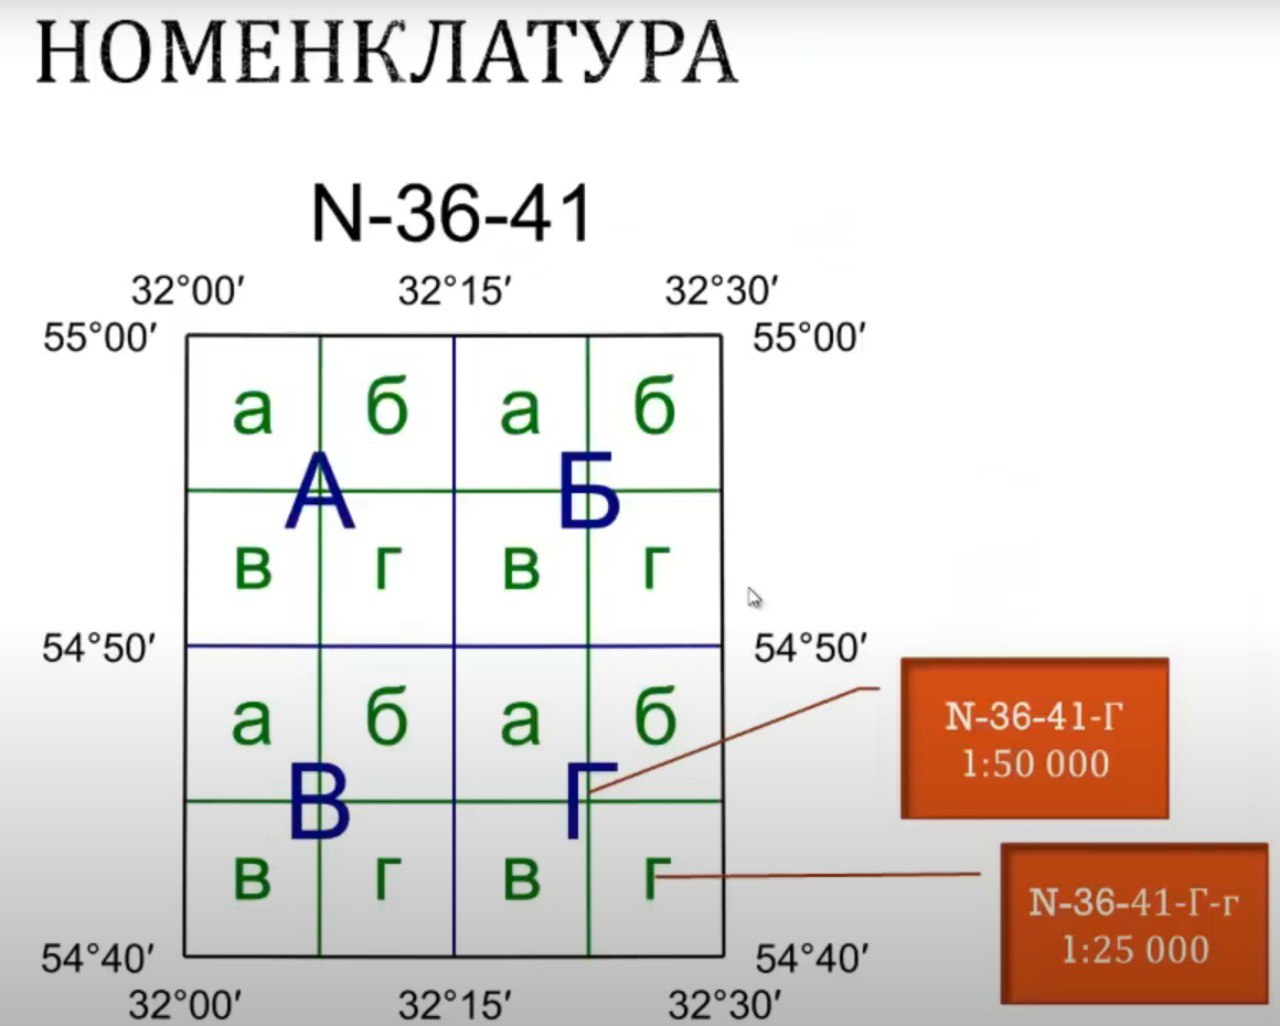 НОМЕНКЛАТУРА
N-36-41
32°00′ 32°15′ 32°30′
55°00′ 55°00′
а б а б
А Б
в г в г
54°50′ 54°50′
а б а б
N-36-41-Г
1:50 000
В Г
в г в г
N-36-41-Г-г
1:25 000
54°40′ 54°40′
32°00′ 32°15′ 32°30′